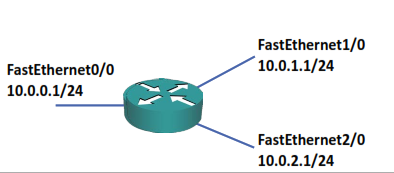 FastEthernet1/0
10.0.1.1/24
FastEthernet0/0
10.0.0.1/24
FastEthernet2/0
10.0.2.1/24